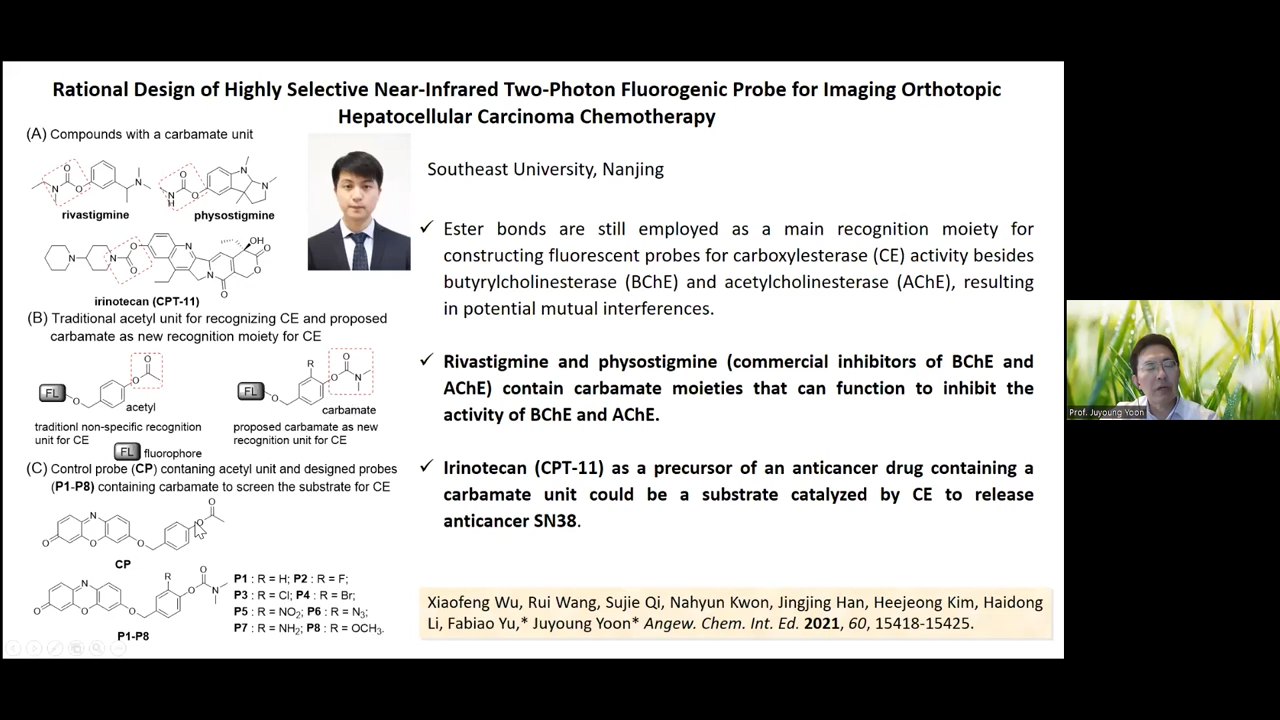 Rational Design of Highly Selective Near-Infrared Two-Photon Fluorogenic Probe for Imaging Orthotopic
Hepatocellular Carcinoma Chemotherapy
(A) Compounds with a carbamate unit
rivastigmine
physostigmine
irinotecan (CPT-11)
(B) Traditional acetyl unit for recognizing CE and proposed
carbamate as new recognition moiety for CE
FL
acetyl
FL
R
carbamate
traditionl non-specific recognition
unit for CE
proposed carbamate as new
recognition unit for CE
FL fluorophore
(C) Control probe (CP) contaning acetyl unit and designed probes
(P1-P8) containing carbamate to screen the substrate for CE
CP
P1-P8
P1 : R = H; P2 : R = F;
P3 : R = Cl; P4 : R = Br;
P5 : R = NO₂; P6 : R = N₃;
P7 : R = NH₂; P8 : R = OCH₃.
Southeast University, Nanjing
✓ Ester bonds are still employed as a main recognition moiety for
constructing fluorescent probes for carboxylesterase (CE) activity besides
butyrylcholinesterase (BChE) and acetylcholinesterase (AChE), resulting
in potential mutual interferences.
✓ Rivastigmine and physostigmine (commercial inhibitors of BChE and
AChE) contain carbamate moieties that can function to inhibit the
activity of BChE and AChE.
✓ Irinotecan (CPT-11) as a precursor of an anticancer drug containing a
carbamate unit could be a substrate catalyzed by CE to release
anticancer SN38.
Xiaofeng Wu, Rui Wang, Sujie Qi, Nahyun Kwon, Jingjing Han, Heejeong Kim, Haidong
Li, Fabiao Yu,* Juyoung Yoon* Angew. Chem. Int. Ed. 2021, 60, 15418-15425.
Prof. Juyoung Yoon